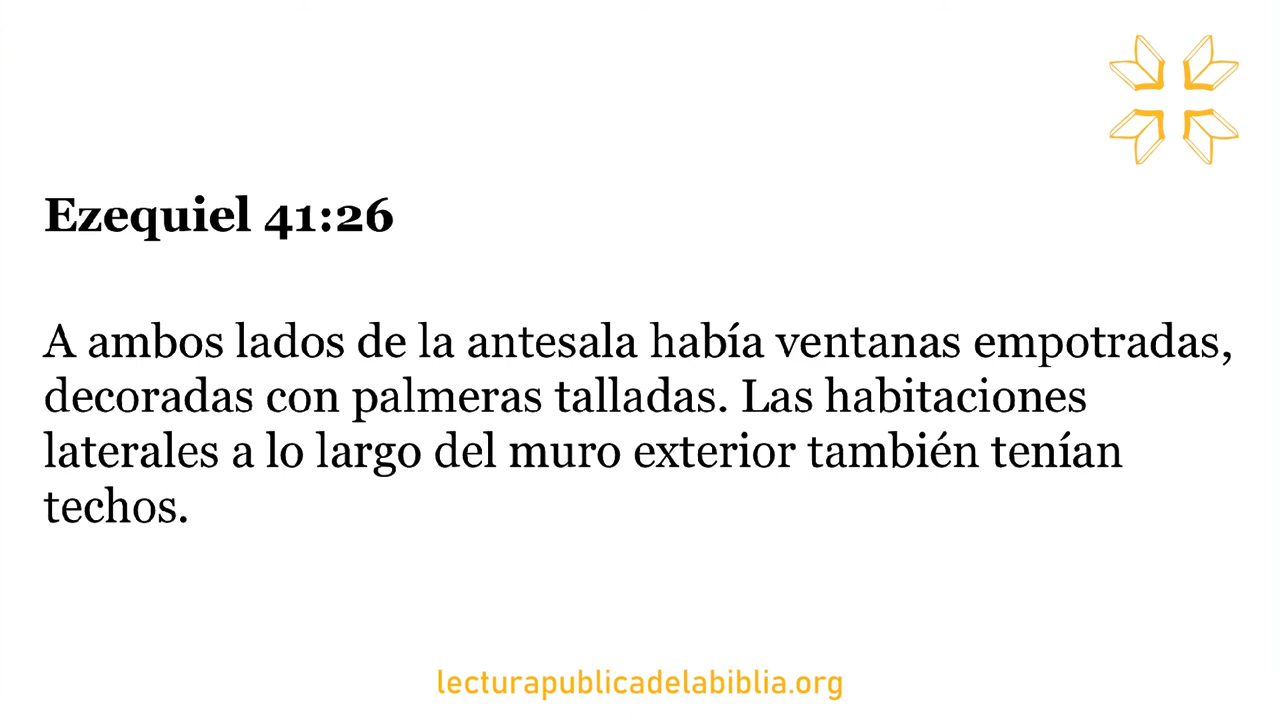 Ezequiel 41:26
A ambos lados de la antesala había ventanas empotradas,
decoradas con palmeras talladas. Las habitaciones
laterales a lo largo del muro exterior también tenían
techos.
lecturapublicadelabiblia.org